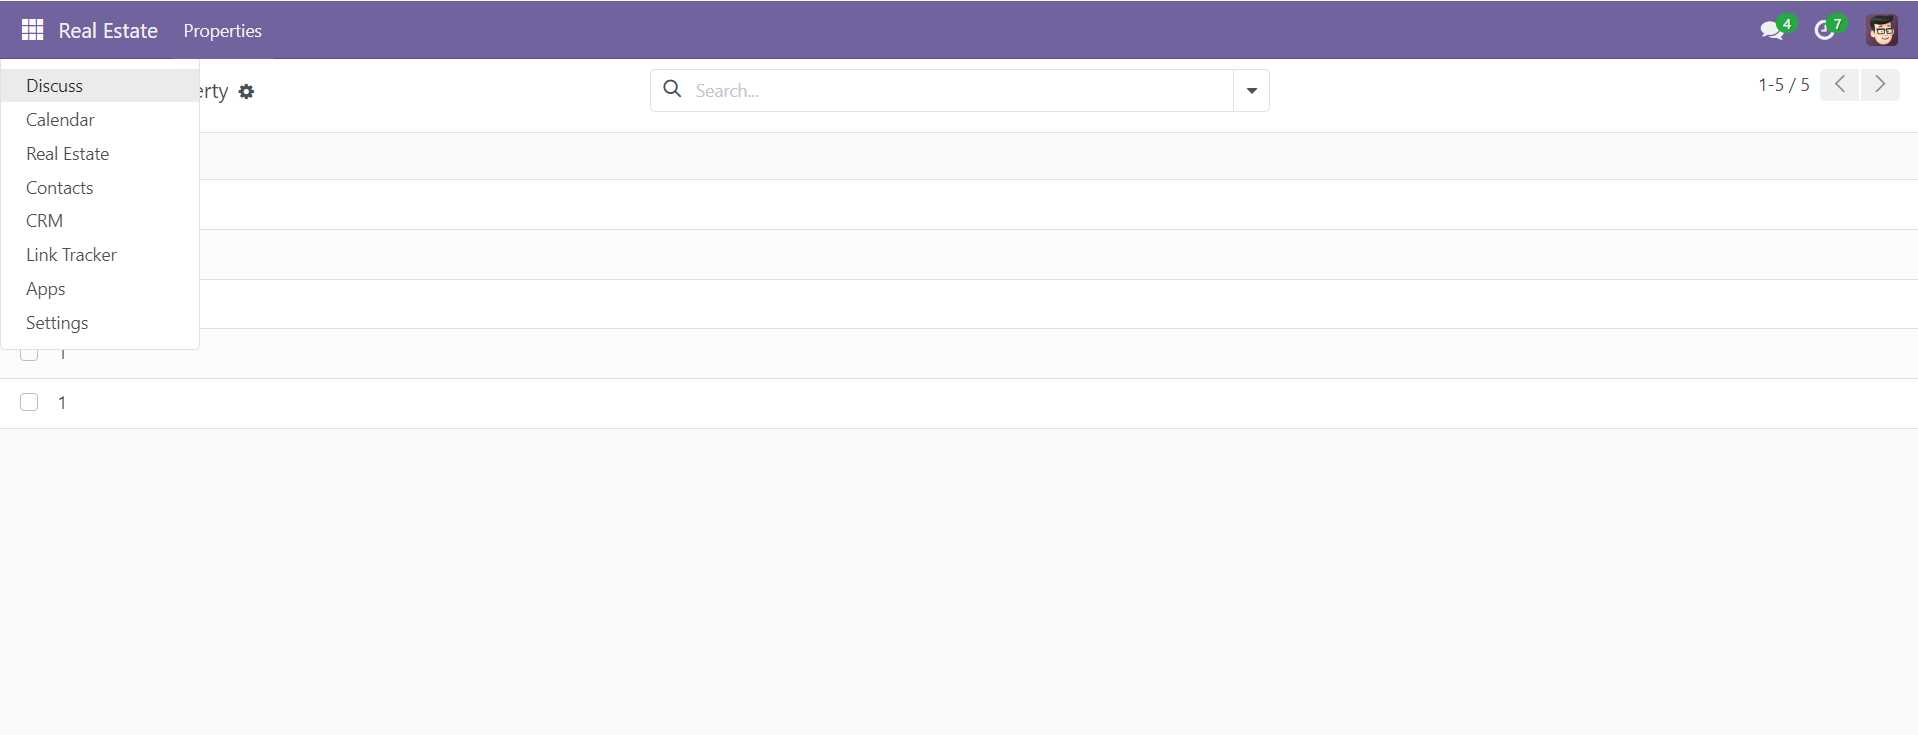 Real Estate Properties 4 7
Discuss
erty Search... 1-5 / 5
Calendar
Real Estate
Contacts
CRM
Link Tracker
Apps
Settings
1
1